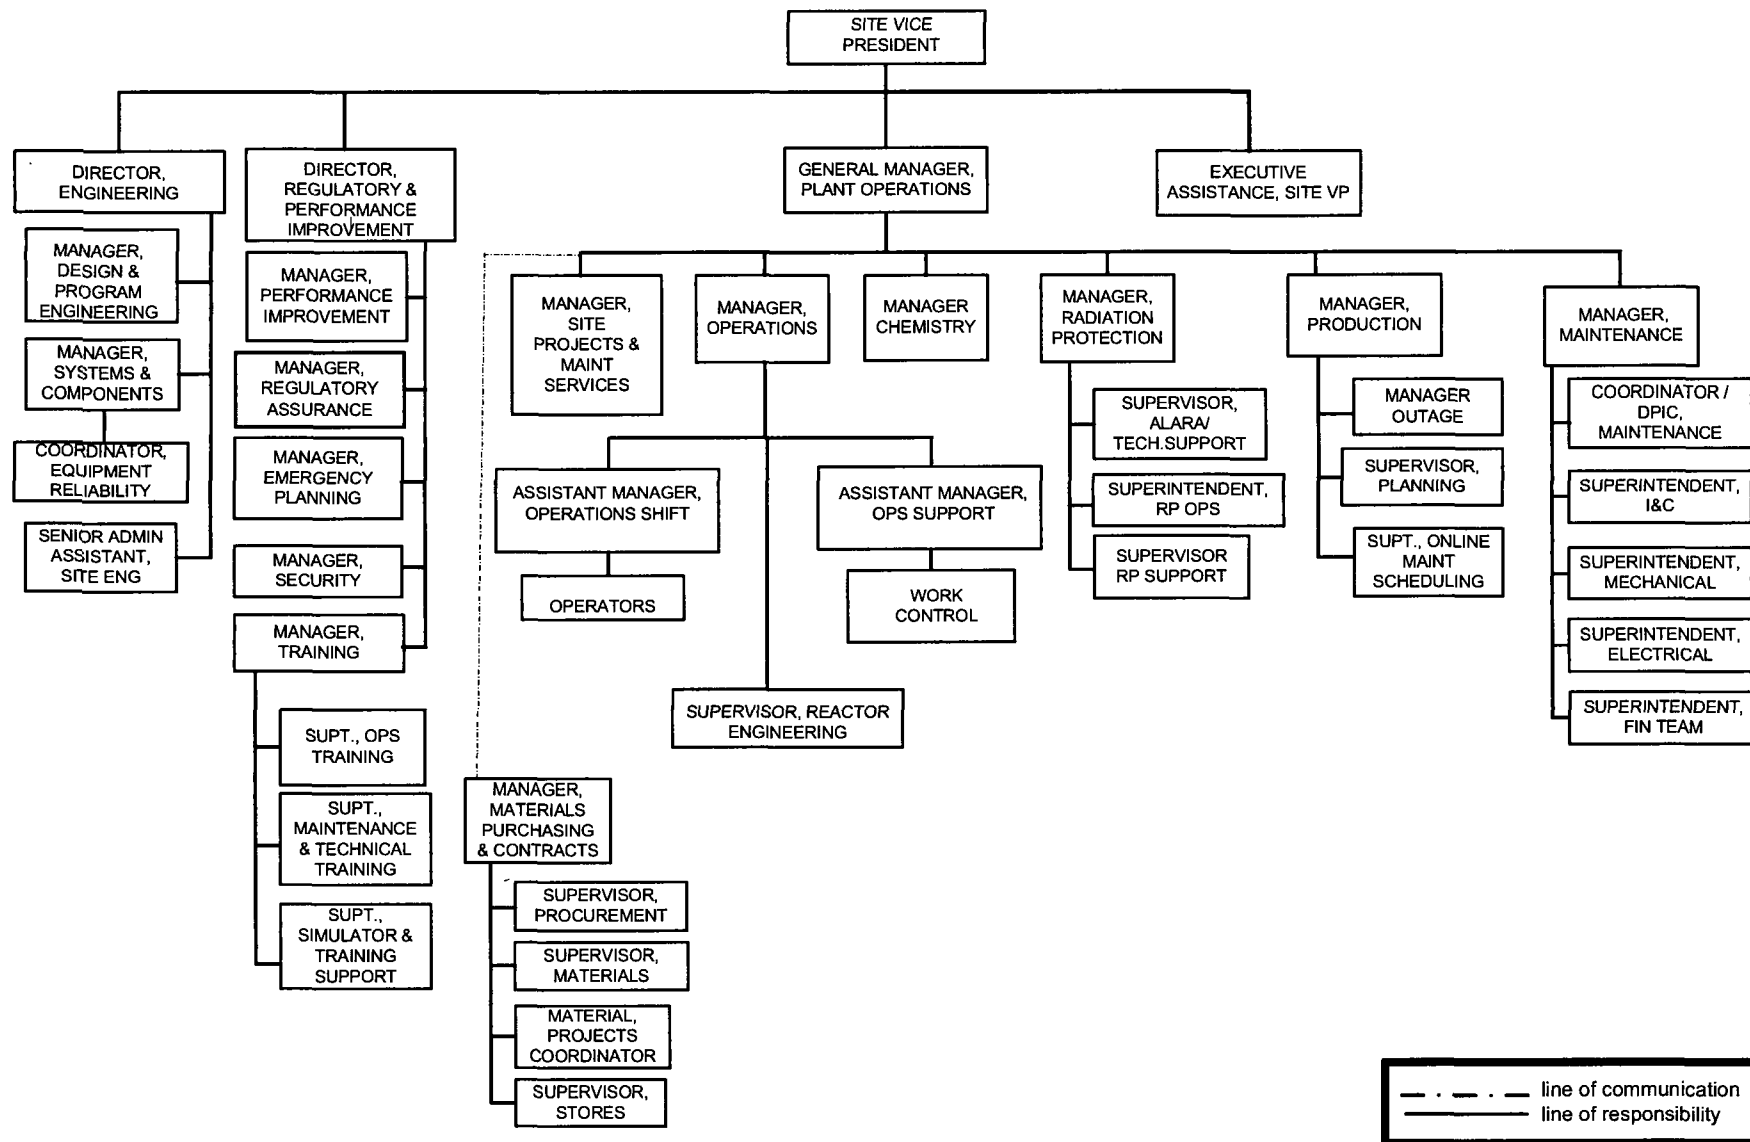 SITE VICE
PRESIDENT
DIRECTOR,
ENGINEERING
DIRECTOR,
REGULATORY &
PERFORMANCE
IMPROVEMENT
GENERAL MANAGER,
PLANT OPERATIONS
EXECUTIVE
ASSISTANCE, SITE VP
MANAGER,
DESIGN &
PROGRAM
ENGINEERING
MANAGER,
SYSTEMS &
COMPONENTS
COORDINATOR,
EQUIPMENT
RELIABILITY
SENIOR ADMIN
ASSISTANT,
SITE ENG
MANAGER,
PERFORMANCE
IMPROVEMENT
MANAGER,
REGULATORY
ASSURANCE
MANAGER,
EMERGENCY
PLANNING
MANAGER,
SECURITY
MANAGER,
TRAINING
SUPT., OPS
TRAINING
SUPT.,
MAINTENANCE
& TECHNICAL
TRAINING
SUPT.,
SIMULATOR &
TRAINING
SUPPORT
MANAGER,
SITE
PROJECTS &
MAINT
SERVICES
MANAGER,
OPERATIONS
MANAGER
CHEMISTRY
MANAGER,
RADIATION
PROTECTION
MANAGER,
PRODUCTION
MANAGER,
MAINTENANCE
ASSISTANT MANAGER,
OPERATIONS SHIFT
OPERATORS
ASSISTANT MANAGER,
OPS SUPPORT
WORK
CONTROL
SUPERVISOR, REACTOR
ENGINEERING
SUPERVISOR,
ALARA/
TECH.SUPPORT
SUPERINTENDENT,
RP OPS
SUPERVISOR
RP SUPPORT
MANAGER
OUTAGE
SUPERVISOR,
PLANNING
SUPT., ONLINE
MAINT
SCHEDULING
COORDINATOR /
DPIC,
MAINTENANCE
SUPERINTENDENT,
I&C
SUPERINTENDENT,
MECHANICAL
SUPERINTENDENT,
ELECTRICAL
SUPERINTENDENT,
FIN TEAM
MANAGER,
MATERIALS
PURCHASING
& CONTRACTS
SUPERVISOR,
PROCUREMENT
SUPERVISOR,
MATERIALS
MATERIAL,
PROJECTS
COORDINATOR
SUPERVISOR,
STORES
line of communication
line of responsibility